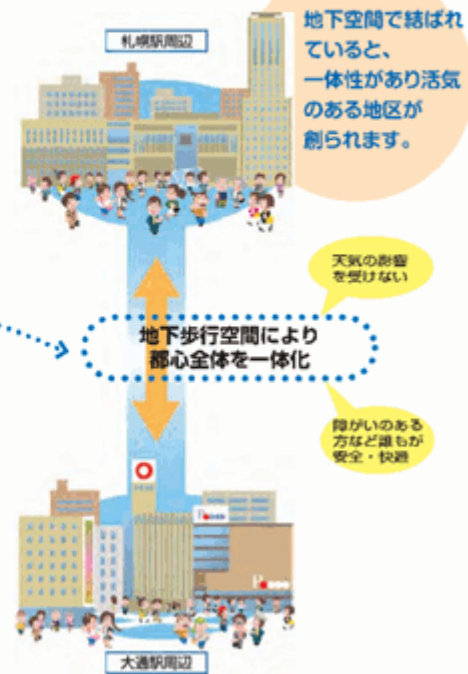 札幌駅周辺
地下空間で結ばれ
ていると、
一体性があり活気
のある地区が
創られます。
天気の影響
を受けない
地下歩行空間により
都心全体を一体化
障がいのある
方など誰もが
安全・快適
大通駅周辺